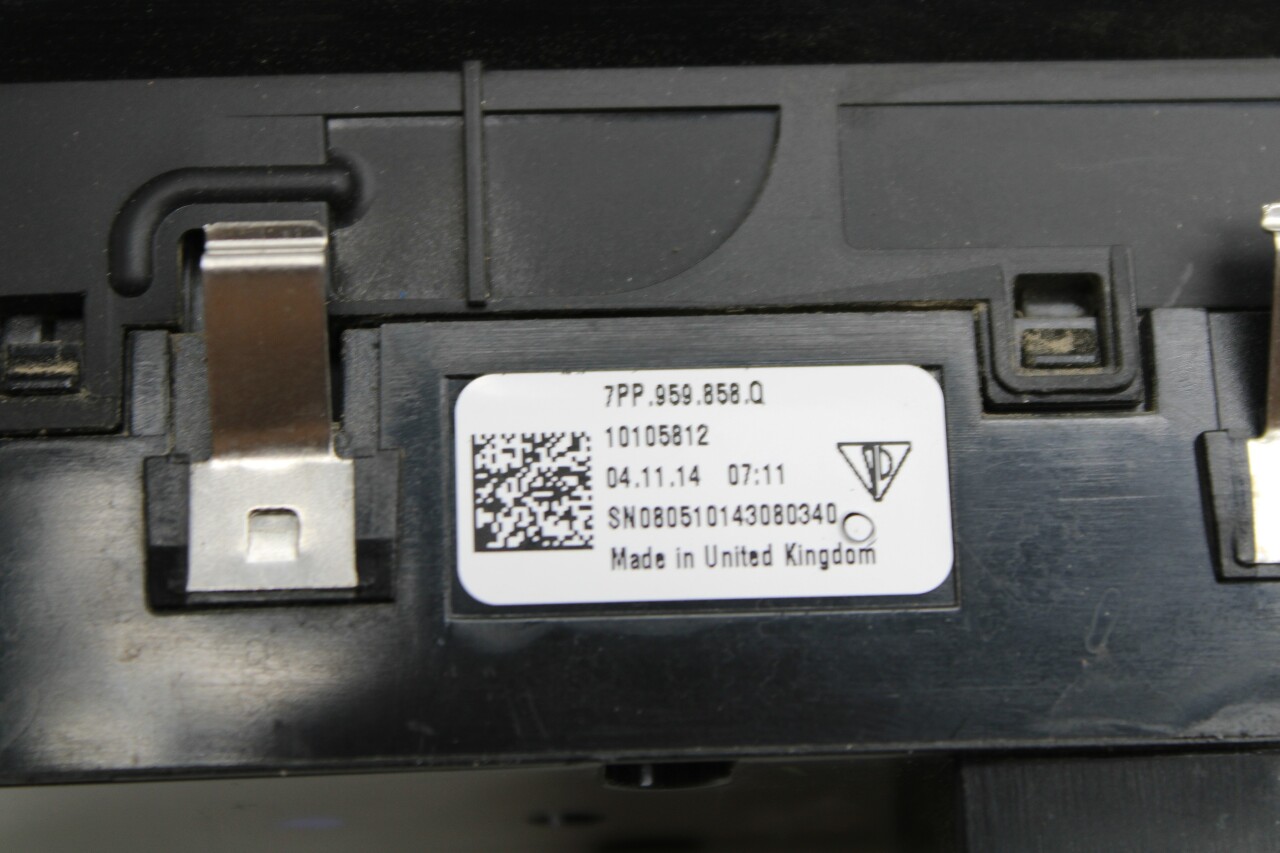 7PP.959.858.Q
10105812
04.11.14 07:11
SN080510143080340
Made in United Kingdom